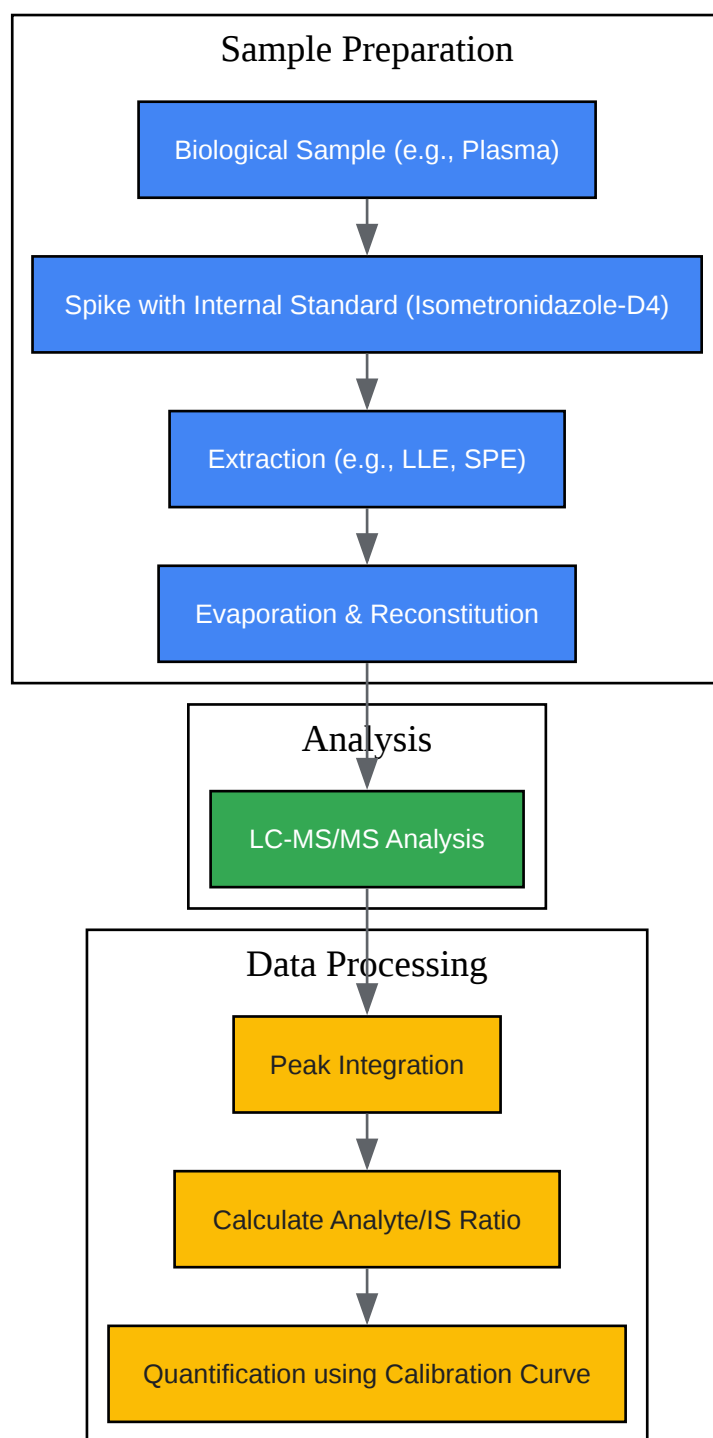 Sample Preparation
Biological Sample (e.g., Plasma)
Spike with Internal Standard (Isometronidazole-D4)
Extraction (e.g., LLE, SPE)
Evaporation & Reconstitution
Analysis
LC-MS/MS Analysis
Data Processing
Peak Integration
Calculate Analyte/IS Ratio
Quantification using Calibration Curve